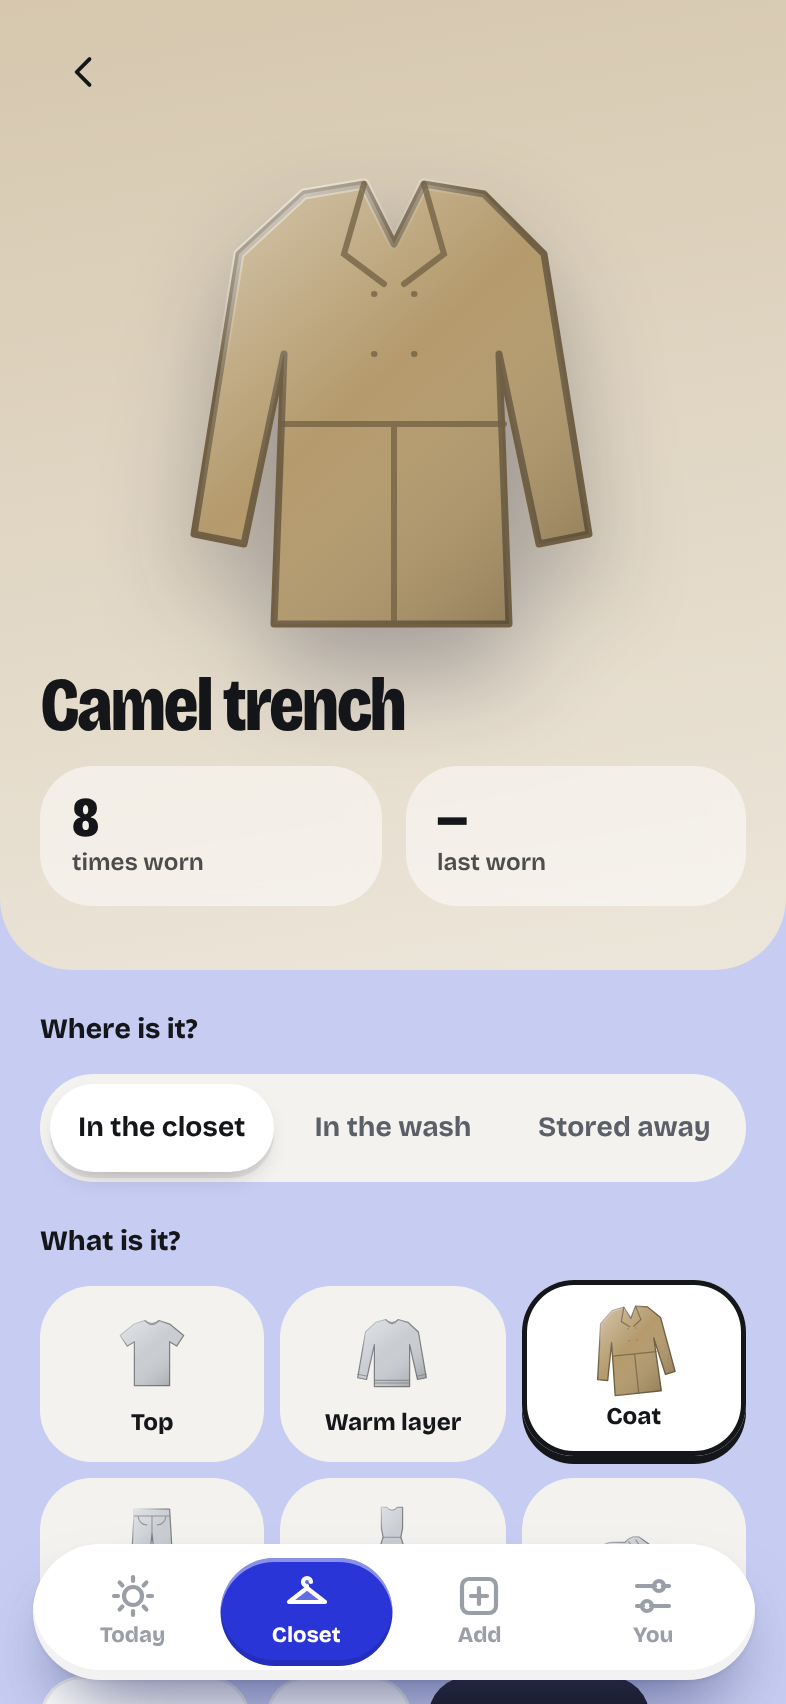 Camel trench
8
–
times worn
last worn
Where is it?
In the closet
In the wash
Stored away
What is it?
Top
Warm layer
Coat
Today
Closet
Add
You